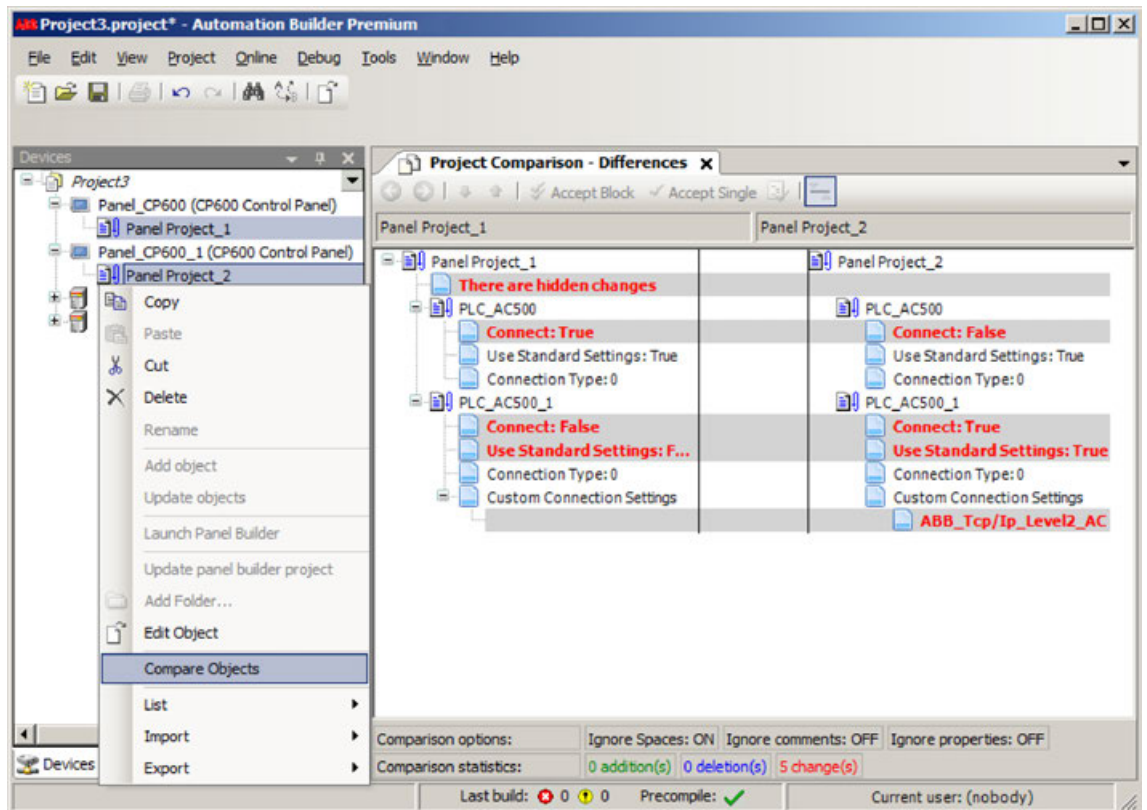 ABB Project3.project* - Automation Builder Premium
File Edit View Project Online Debug Tools Window Help
Devices
Project3
Panel_CP600 (CP600 Control Panel)
Panel Project_1
Panel_CP600_1 (CP600 Control Panel)
Panel Project_2
Copy
Paste
Cut
Delete
Rename
Add object
Update objects
Launch Panel Builder
Update panel builder project
Add Folder...
Edit Object
Compare Objects
List
Import
Export
Devices
Project Comparison - Differences
Accept Block Accept Single
Panel Project_1 Panel Project_2
Panel Project_1 Panel Project_2
There are hidden changes
PLC_AC500 PLC_AC500
Connect: True Connect: False
Use Standard Settings: True Use Standard Settings: True
Connection Type: 0 Connection Type: 0
PLC_AC500_1 PLC_AC500_1
Connect: False Connect: True
Use Standard Settings: F... Use Standard Settings: True
Connection Type: 0 Connection Type: 0
Custom Connection Settings Custom Connection Settings
ABB_Tcp/Ip_Level2_AC
Comparison options: Ignore Spaces: ON Ignore comments: OFF Ignore properties: OFF
Comparison statistics: 0 addition(s) 0 deletion(s) 5 change(s)
Last build: 0 0 Precompile: Current user: (nobody)